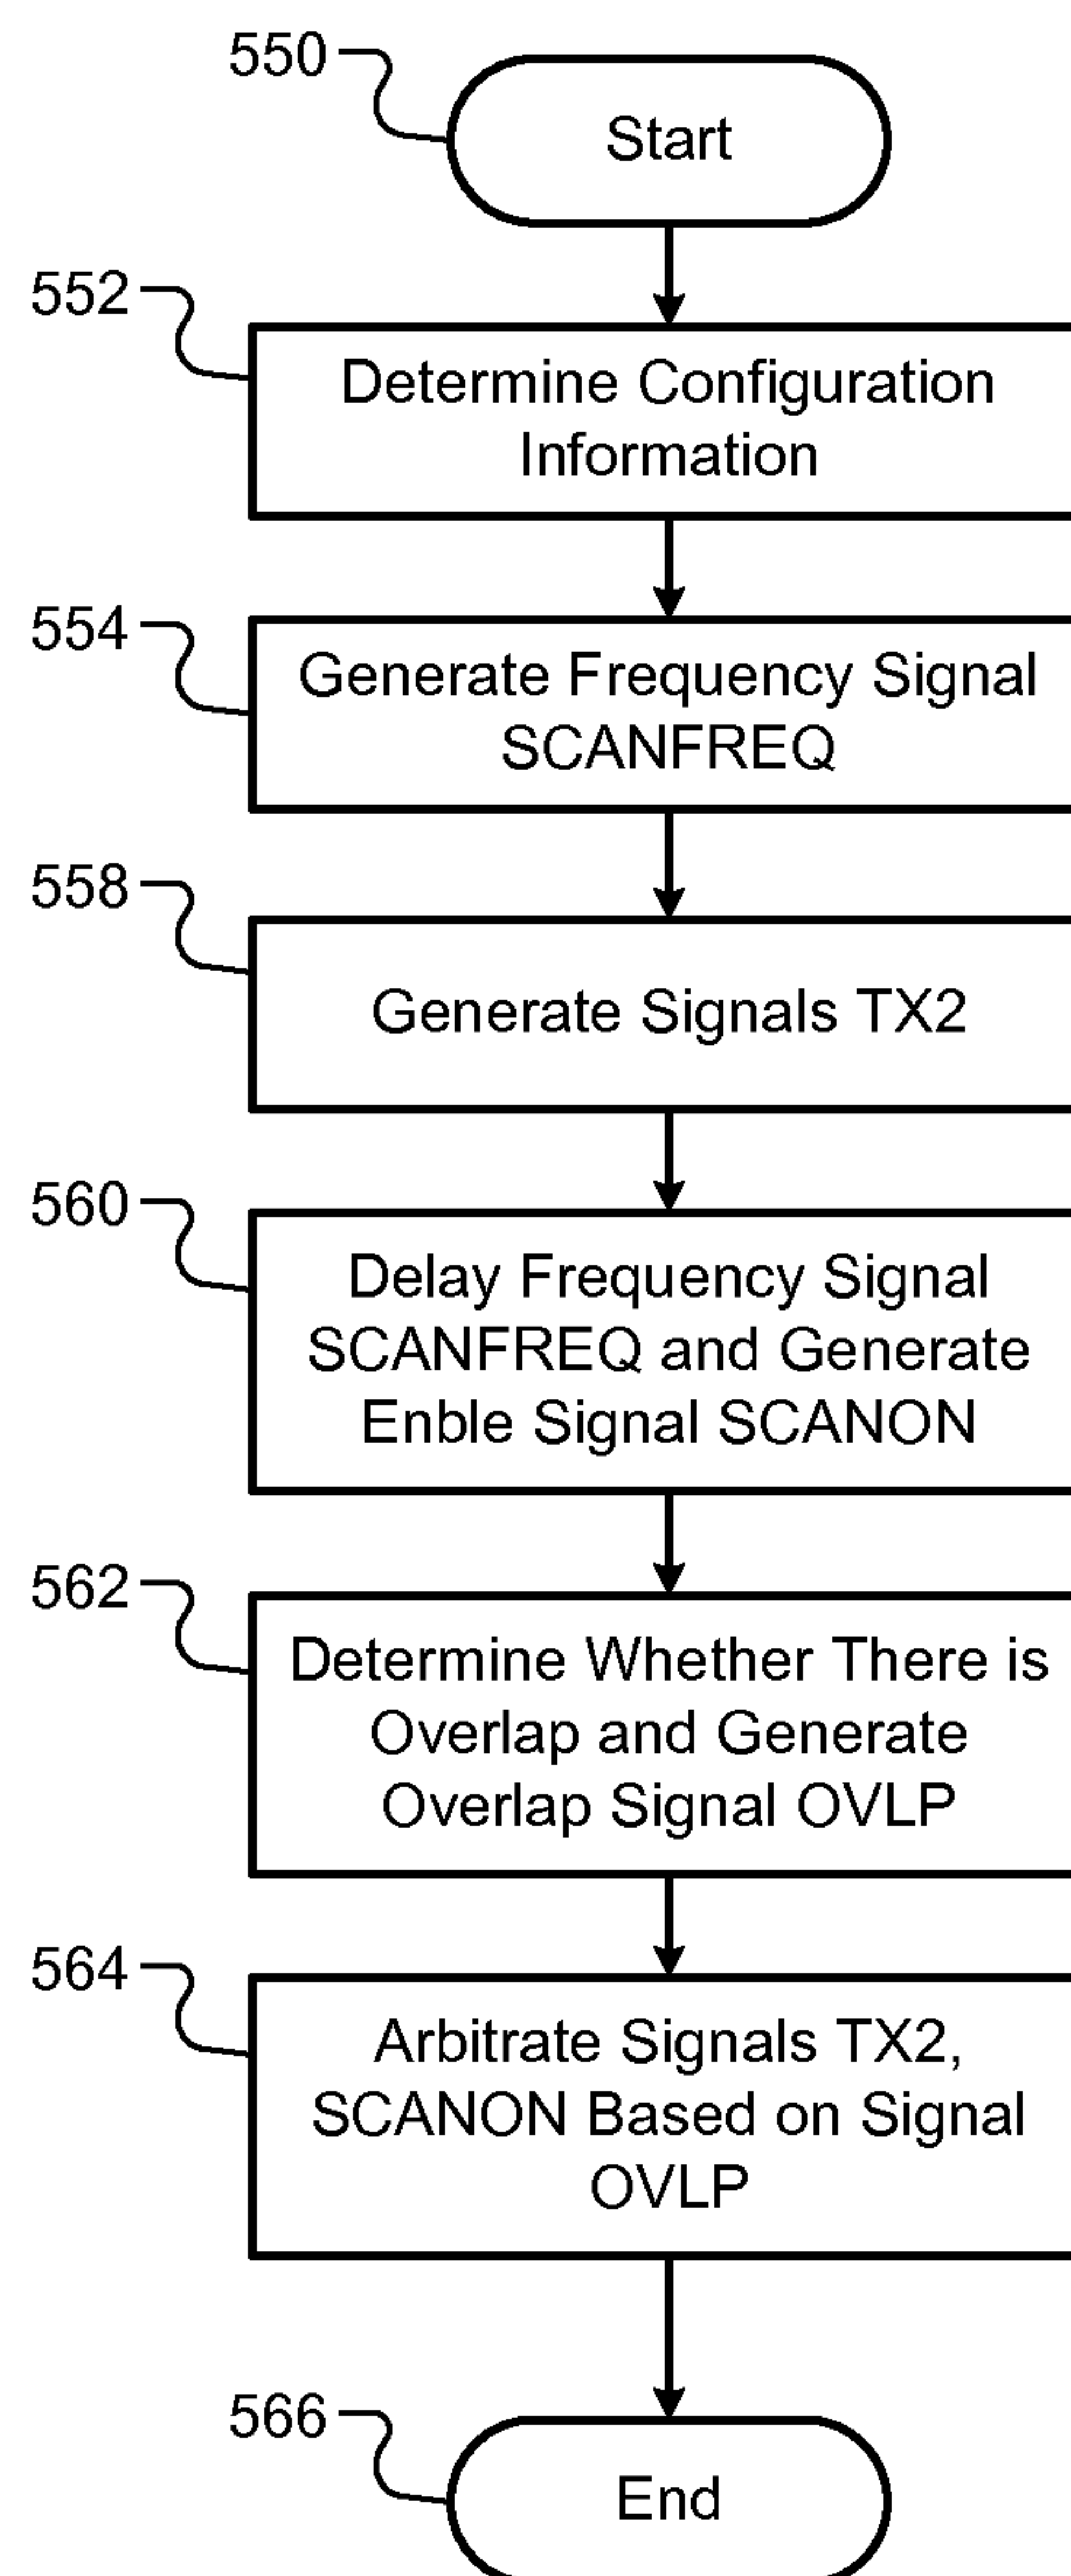 550
Start
552
Determine Configuration
Information
554
Generate Frequency Signal
SCANFREQ
558
Generate Signals TX2
560
Delay Frequency Signal
SCANFREQ and Generate
Enble Signal SCANON
562
Determine Whether There is
Overlap and Generate
Overlap Signal OVLP
564
Arbitrate Signals TX2,
SCANON Based on Signal
OVLP
566
End